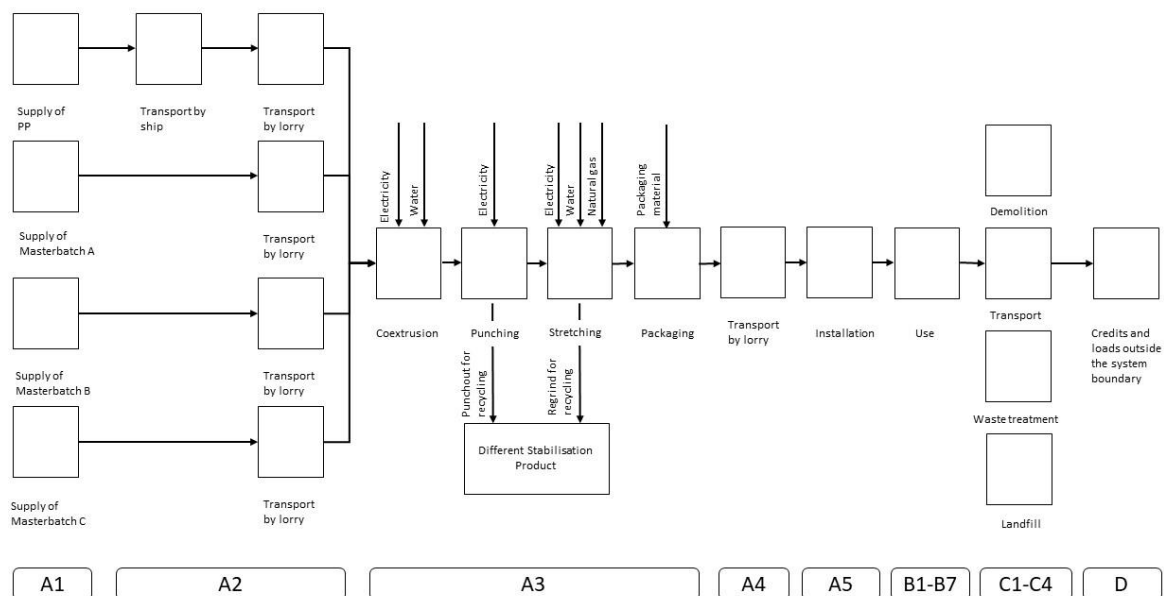 Supply of
PP
Transport by
ship
Transport
by lorry
Supply of
Masterbatch A
Transport
by lorry
Supply of
Masterbatch B
Transport
by lorry
Supply of
Masterbatch C
Transport
by lorry
Electricity
Water
Electricity
Electricity
Water
Natural gas
Packaging
material
Coextrusion
Punching
Stretching
Packaging
Transport
by lorry
Installation
Use
Demolition
Transport
Waste treatment
Landfill
Credits and
loads outside
the system
boundary
Punchout for
recycling
Regrind for
recycling
Different Stabilisation
Product
A1
A2
A3
A4
A5
B1-B7
C1-C4
D